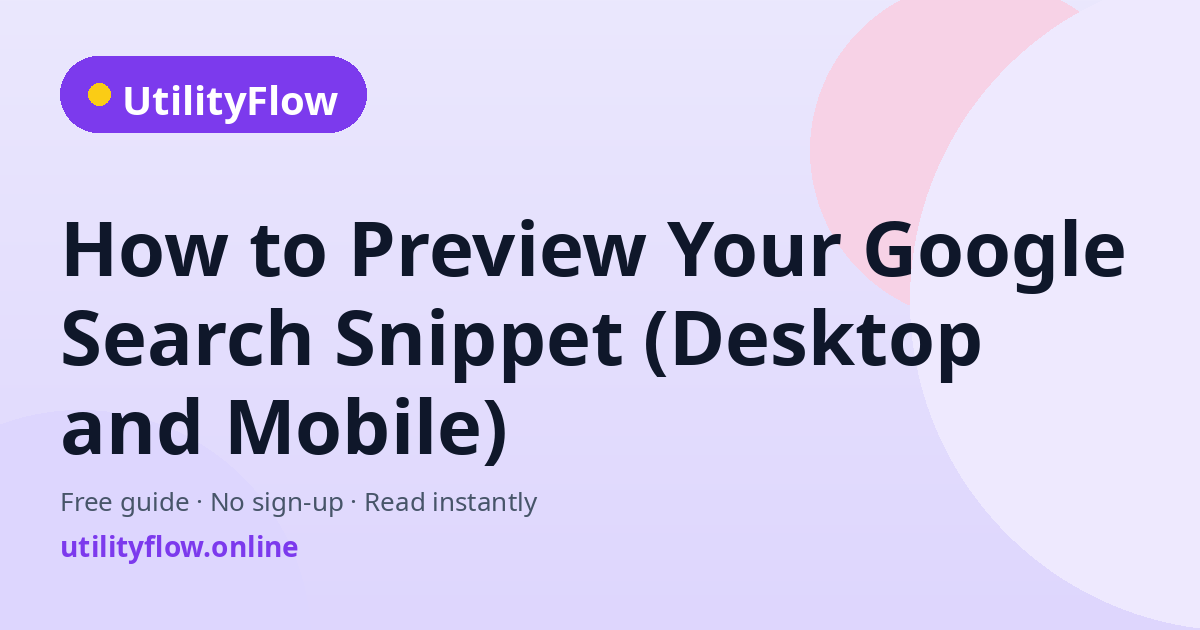 UtilityFlow
How to Preview Your Google
Search Snippet (Desktop
and Mobile)
Free guide · No sign-up · Read instantly
utilityflow.online